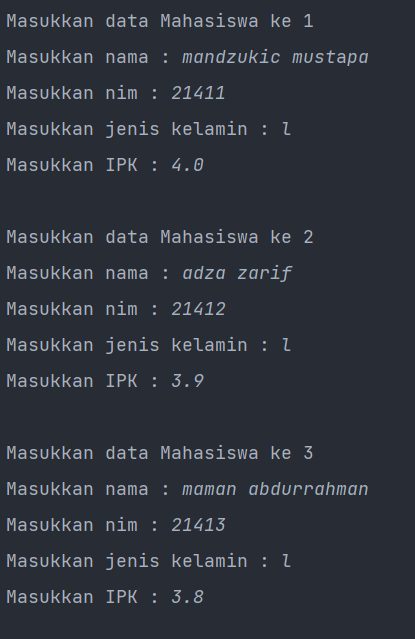 Masukkan data Mahasiswa ke 1
Masukkan nama : mandzukic mustapa
Masukkan nim : 21411
Masukkan jenis kelamin : l
Masukkan IPK : 4.0
Masukkan data Mahasiswa ke 2
Masukkan nama : adza zarif
Masukkan nim : 21412
Masukkan jenis kelamin : l
Masukkan IPK : 3.9
Masukkan data Mahasiswa ke 3
Masukkan nama : maman abdurrahman
Masukkan nim : 21413
Masukkan jenis kelamin : l
Masukkan IPK : 3.8